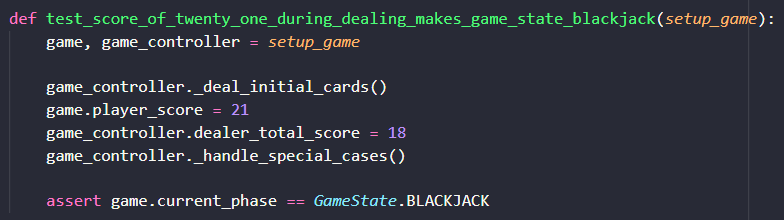 def test_score_of_twenty_one_during_dealing_makes_game_state_blackjack(setup_game):
game, game_controller = setup_game
game_controller._deal_initial_cards()
game.player_score = 21
game_controller.dealer_total_score = 18
game_controller._handle_special_cases()
assert game.current_phase == GameState.BLACKJACK